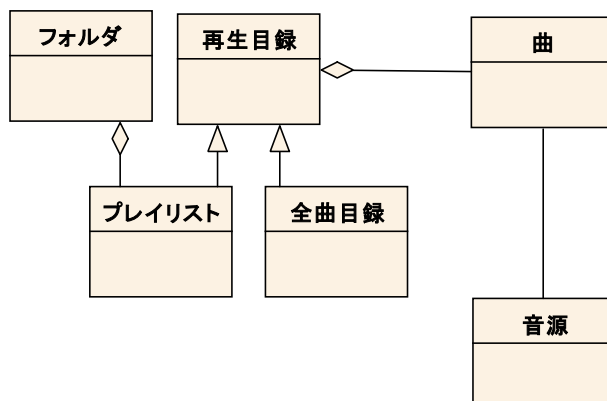 フォルダ
再生目録
曲
プレイリスト
全曲目録
音源